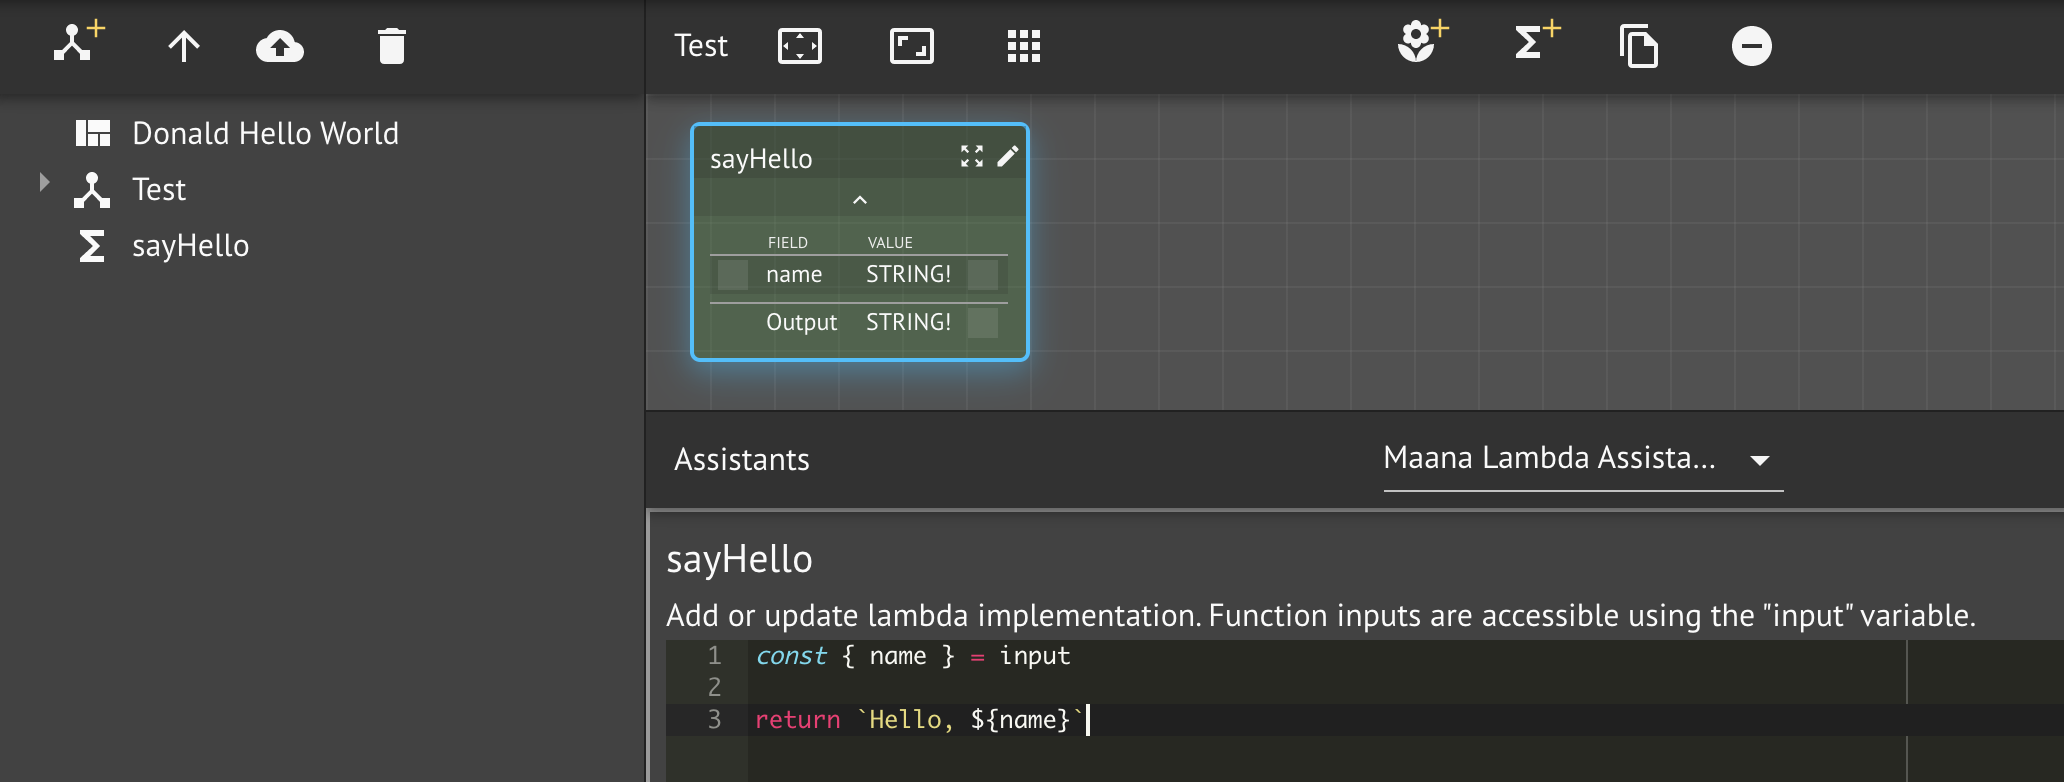 Test
Donald Hello World
Test
sayHello
sayHello
FIELD VALUE
name STRING!
Output STRING!
Assistants
Maana Lambda Assista...
sayHello
Add or update lambda implementation. Function inputs are accessible using the "input" variable.
1 const { name } = input
2
3 return `Hello, ${name}`